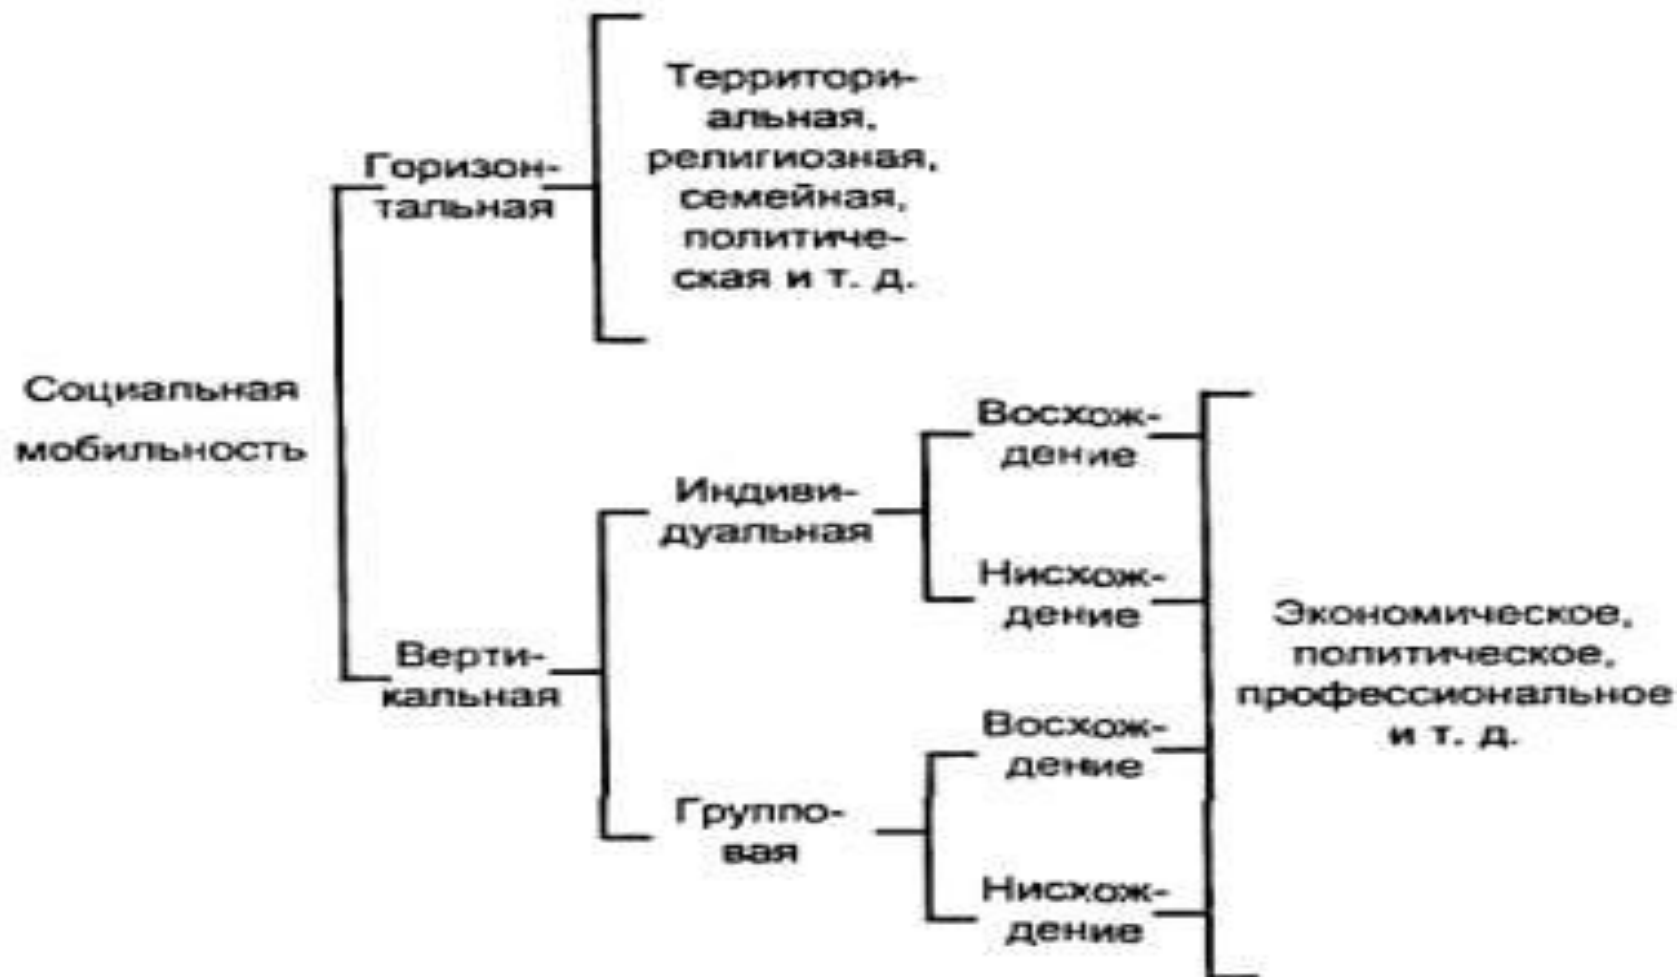 Территори-
альная,
религиозная,
семейная,
политиче-
ская и т. д.
Горизон-
тальная
Социальная
мобильность
Верти-
кальная
Индиви-
дуальная
Группо-
вая
Восхож-
дение
Нисхож-
дение
Восхож-
дение
Нисхож-
дение
Экономическое,
политическое,
профессиональное
и т. д.